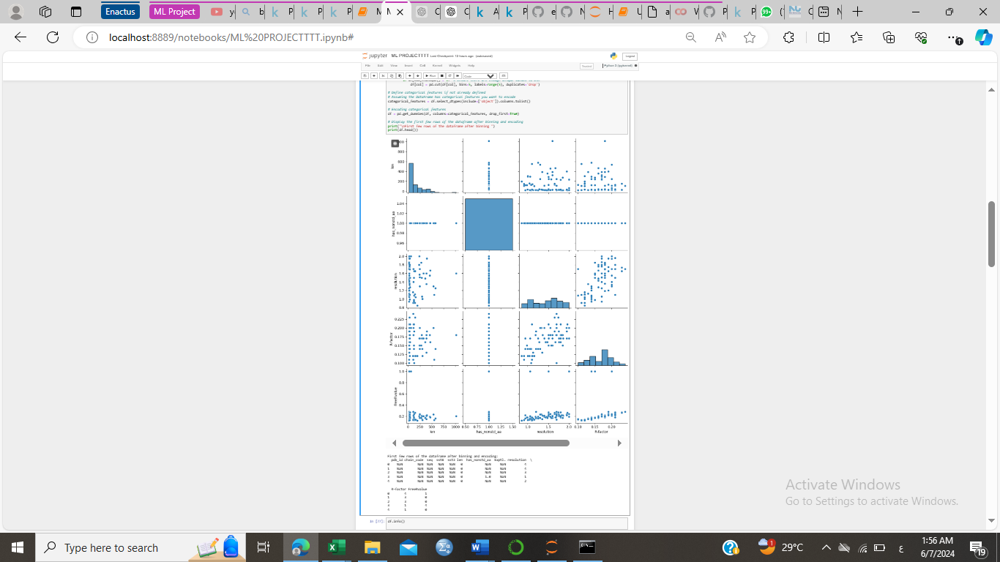 Enactus
ML Project
localhost:8889/notebooks/ML%20PROJECTTTT.ipynb#
jupyter ML PROJECTTTT Last Checkpoint: 12 hours ago (autosaved)
Logout
File Edit View Insert Cell Kernel Widgets Help
Trusted
Python 3 (ipykernel)
Run
Code
df[col] = pd.cut(df[col], bins=5, labels=range(5), duplicates='drop')
# Define categorical features if not already defined
# Assuming the DataFrame has categorical features you want to encode
categorical_features = df.select_dtypes(include=['object']).columns.tolist()
# Encoding categorical features
df = pd.get_dummies(df, columns=categorical_features, drop_first=True)
# Display the first few rows of the dataframe after binning and encoding
print("\nFirst few rows of the dataframe after binning ")
print(df.head())
800
600
400
200
0
len
1.04
1.02
1.00
0.98
0.96
has_nonstd_aa
2.0
1.8
1.6
1.4
1.2
1.0
0.8
resolution
0.225
0.200
0.175
0.150
0.125
0.100
R-factor
1.0
0.8
0.6
0.4
0.2
FreeRvalue
0 250 500 750 1000 0.50 0.75 1.00 1.25 1.50 1.0 1.5 2.0 0.10 0.15 0.20
len has_nonstd_aa resolution R-factor
First few rows of the dataframe after binning and encoding:
pdb_id chain_code seq sst8 sst3 len has_nonstd_aa Exptl. resolution \
0 NaN NaN NaN NaN NaN 0 NaN NaN 4
1 NaN NaN NaN NaN NaN 0 NaN NaN 4
2 NaN NaN NaN NaN NaN 0 NaN NaN 3
3 NaN NaN NaN NaN NaN 0 1.0 NaN 1
4 NaN NaN NaN NaN NaN 0 NaN NaN 2
R-factor FreeRvalue
0 4 1
1 3 0
2 3 0
3 1 4
4 1 0
In [77]: df.info()
Activate Windows
Go to Settings to activate Windows.
Type here to search
29°C
ع
1:56 AM
6/7/2024
19